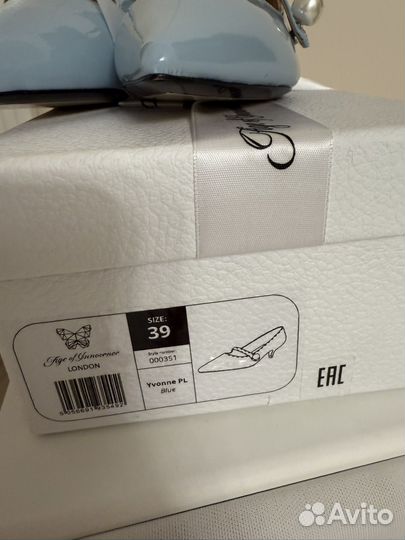 Age of Innocence
LONDON
SIZE:
39
Style number:
000351
Yvonne PL
Blue
EAC
Avito